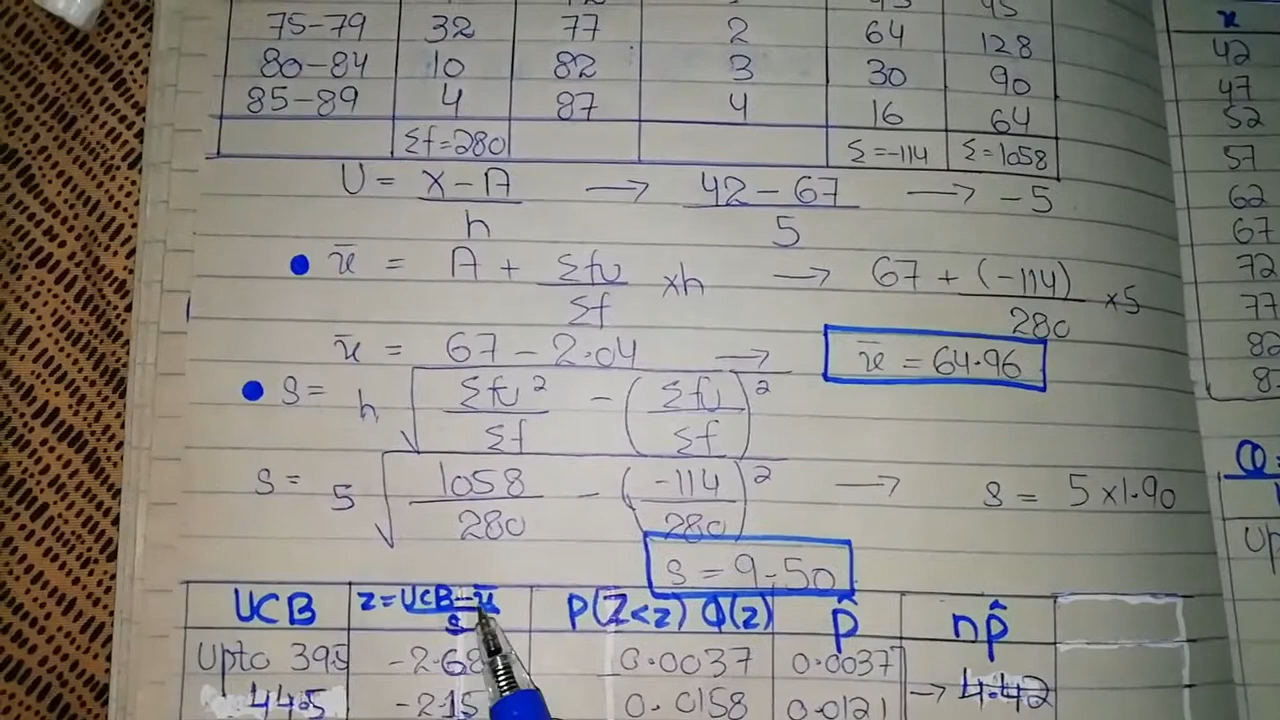 75-79 32 77 2 64 128
80-84 10 82 3 30 90
85-89 4 87 4 16 64
Σf=280 Σ=-114 Σ=1058
U = X-A / h → 42-67 / 5 → -5
x̄ = A + Σfu / Σf ×h → 67 + (-114) / 280 ×5
x̄ = 67 - 2.04 → x̄ = 64.96
S = h √ Σfu² / Σf - (Σfu / Σf)²
S = 5 √ 1058 / 280 - (-114 / 280)² → S = 5×1.90
S = 9.50
UCB z = UCB-x̄ / s P(Z<z) Φ(z) p̂ np̂
Upto 39.5 -2.68 0.0037 0.0037
44.5 -2.15 0.0158 0.0121 → 4.42
x
42
47
52
57
62
67
72
77
82
Q: